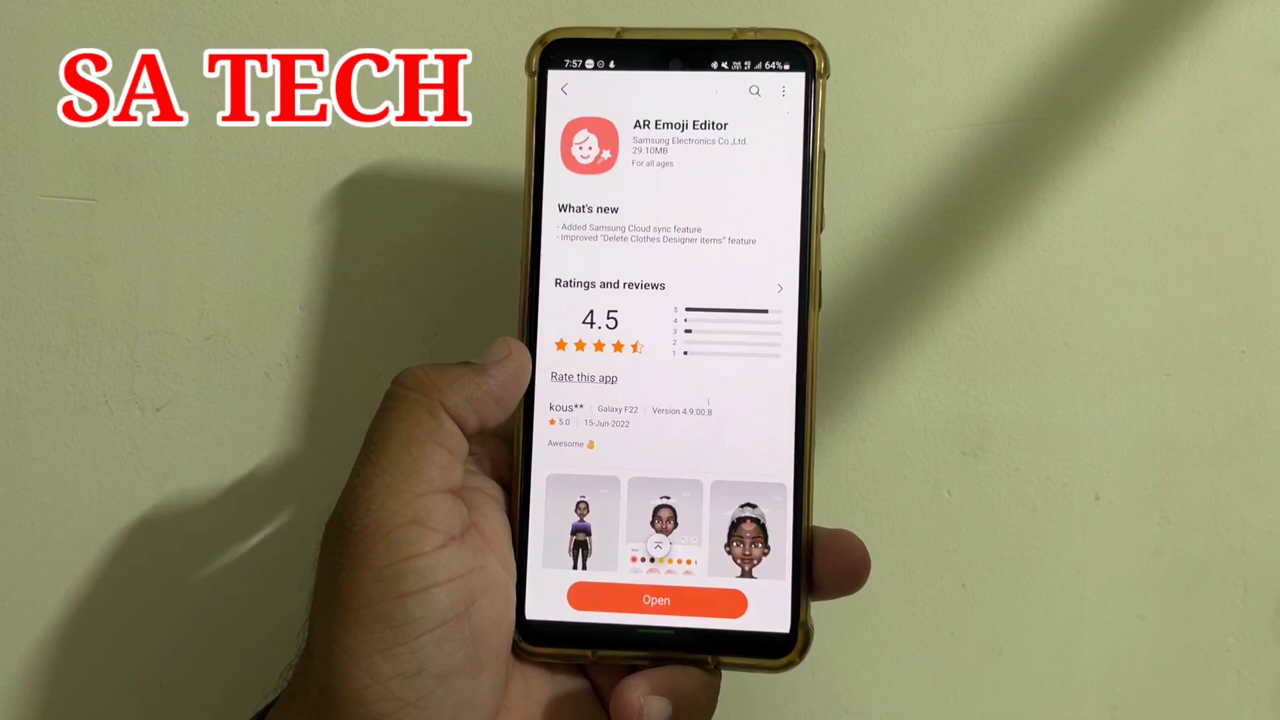 SA TECH
7:57
64%
AR Emoji Editor
Samsung Electronics Co.,Ltd.
29.10MB
For all ages
What's new
- Added Samsung Cloud sync feature
- Improved "Delete Clothes Designer items" feature
Ratings and reviews
4.5
5
4
3
2
1
Rate this app
kous** Galaxy F22 Version 4.9.00.8
5.0 15-Jun-2022
Awesome
Open